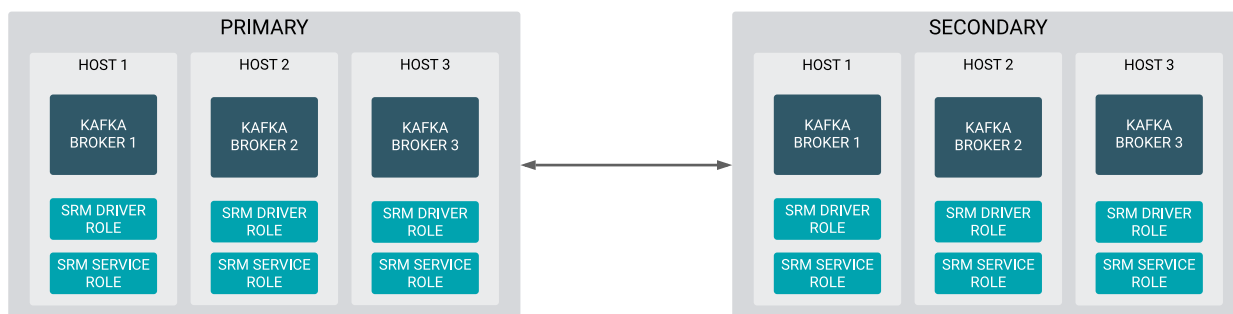 PRIMARY
HOST 1
KAFKA
BROKER 1
SRM DRIVER
ROLE
SRM SERVICE
ROLE
HOST 2
KAFKA
BROKER 2
SRM DRIVER
ROLE
SRM SERVICE
ROLE
HOST 3
KAFKA
BROKER 3
SRM DRIVER
ROLE
SRM SERVICE
ROLE
SECONDARY
HOST 1
KAFKA
BROKER 1
SRM DRIVER
ROLE
SRM SERVICE
ROLE
HOST 2
KAFKA
BROKER 2
SRM DRIVER
ROLE
SRM SERVICE
ROLE
HOST 3
KAFKA
BROKER 3
SRM DRIVER
ROLE
SRM SERVICE
ROLE